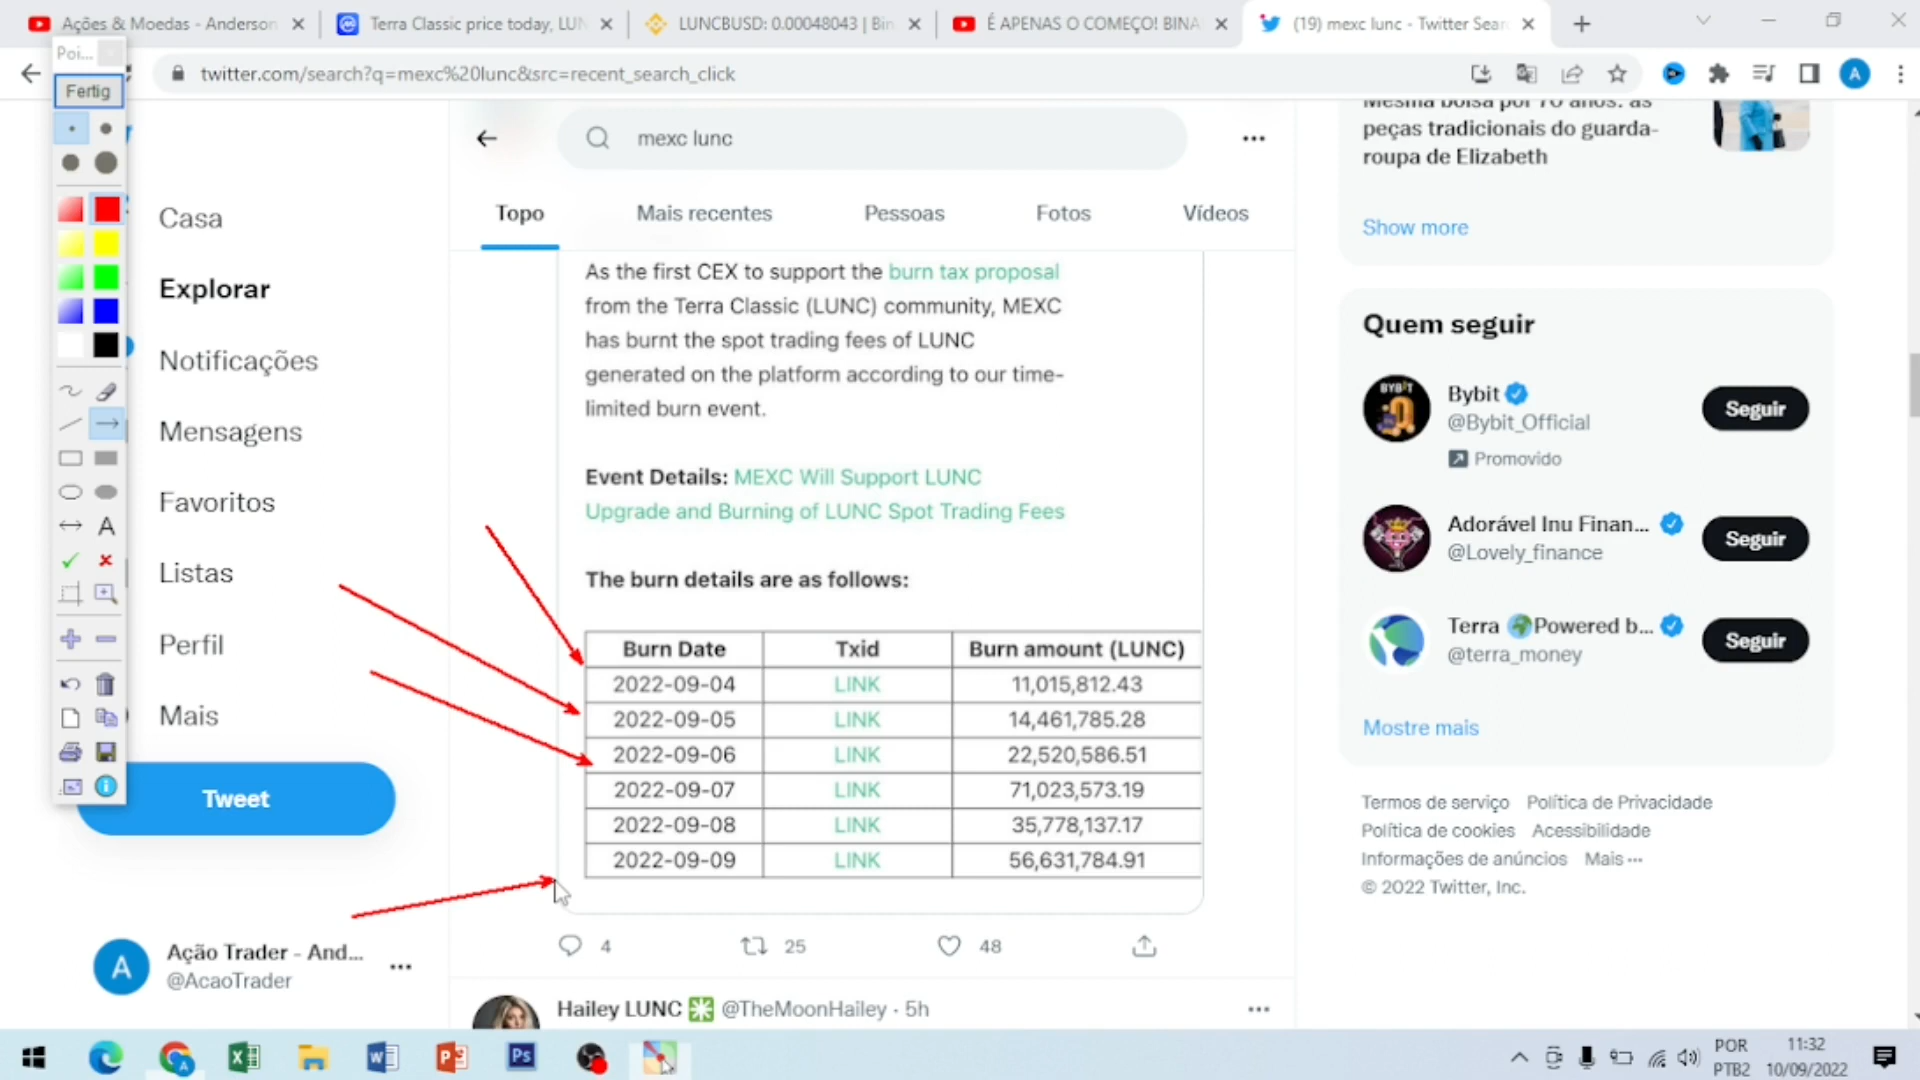 Ações & Moedas - Anderson
Terra Classic price today, LUN
LUNCBUSD: 0.00048043 | Bin
É APENAS O COMEÇO! BINA
(19) mexc lunc - Twitter Sear
Poi...
Fertig
twitter.com/search?q=mexc%20lunc&src=recent_search_click
A
mexc lunc
Topo
Mais recentes
Pessoas
Fotos
Vídeos
Casa
Explorar
Notificações
Mensagens
Favoritos
Listas
Perfil
Mais
Tweet
A
Ação Trader - And...
@AcaoTrader
As the first CEX to support the burn tax proposal
from the Terra Classic (LUNC) community, MEXC
has burnt the spot trading fees of LUNC
generated on the platform according to our time-
limited burn event.
Event Details: MEXC Will Support LUNC
Upgrade and Burning of LUNC Spot Trading Fees
The burn details are as follows:
Burn Date Txid Burn amount (LUNC)
2022-09-04 LINK 11,015,812.43
2022-09-05 LINK 14,461,785.28
2022-09-06 LINK 22,520,586.51
2022-09-07 LINK 71,023,573.19
2022-09-08 LINK 35,778,137.17
2022-09-09 LINK 56,631,784.91
4 25 48
Hailey LUNC @TheMoonHailey · 5h
Mesma bolsa por 70 anos: as
peças tradicionais do guarda-
roupa de Elizabeth
Show more
Quem seguir
BYBIT
Bybit
@Bybit_Official
Promovido
Seguir
Adorável Inu Finan...
@Lovely_finance
Seguir
Terra Powered b...
@terra_money
Seguir
Mostre mais
Termos de serviço Política de Privacidade
Política de cookies Acessibilidade
Informações de anúncios Mais ···
© 2022 Twitter, Inc.
Ps
POR
PTB2
11:32
10/09/2022